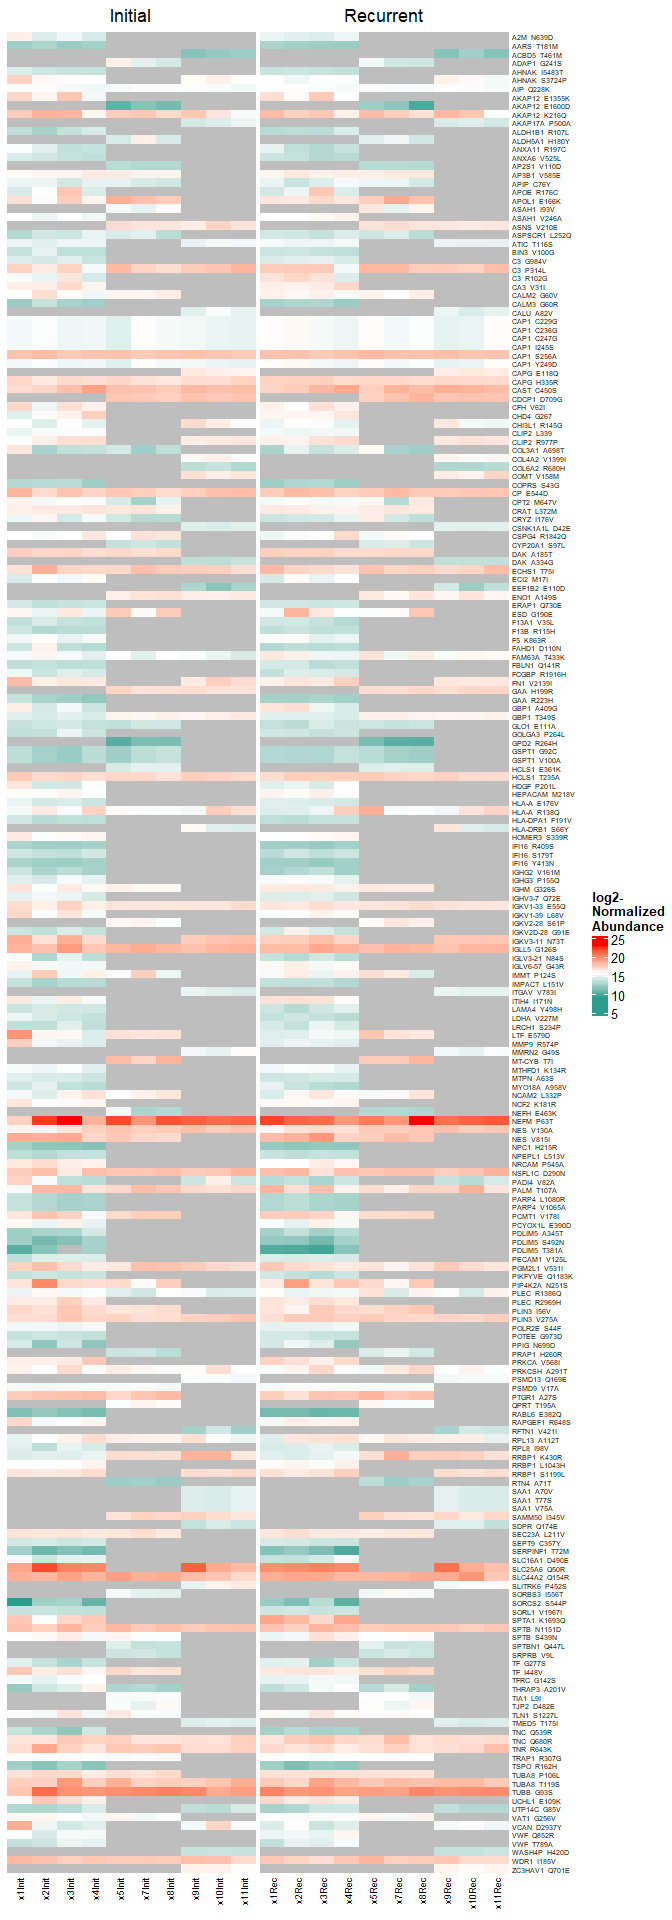 Initial
Recurrent
A2M N639D
AARS T181M
ACBD5 T461M
ADAP1 G241S
AHNAK I5483T
AHNAK S3724P
AIP Q228K
AKAP12 E1355K
AKAP12 E1600D
AKAP12 K216Q
AKAP17A P500A
ALDH1B1 R107L
ALDH5A1 H180Y
ANXA11 R197C
ANXA6 V525L
AP2S1 V110D
AP3B1 V585E
APIP C76Y
APOE R176C
APOL1 E166K
ASAH1 I93V
ASAH1 V246A
ASNS V210E
ASPSCR1 L252Q
ATIC T116S
BIN3 V100G
C3 G984V
C3 P314L
C3 R102G
CA3 V31I
CALM2 G60V
CALM3 G60R
CALU A82V
CAP1 C229G
CAP1 C236G
CAP1 C247G
CAP1 I245S
CAP1 S256A
CAP1 Y249D
CAPG E118Q
CAPG H335R
CAST C450S
CDCP1 D709G
CFH V62I
CHD4 G267
CHI3L1 R145G
CLIP2 L339
CLIP2 R977P
COL3A1 A698T
COL4A2 V1399I
COL6A2 R680H
COMT V158M
COPRS S43G
CP E544D
CPT2 M647V
CRAT L372M
CRYZ I176V
CSNK1A1L D42E
CSPG4 R1842Q
CYP20A1 S97L
DAK A185T
DAK A334G
ECHS1 T75I
ECI2 M17I
EEF1B2 E110D
ENO1 A149S
ERAP1 Q730E
ESD G190E
F13A1 V35L
F13B R115H
F5 K863R
FAHD1 D110N
FAM63A T433K
FBLN1 Q141R
FCGBP R1916H
FN1 V2139I
GAA H199R
GAA R223H
GBP1 A409G
GBP1 T349S
GLO1 E111A
GOLGA3 P264L
GPD2 R264H
GSPT1 G92C
GSPT1 V100A
HCLS1 E361K
HCLS1 T235A
HDGF P201L
HEPACAM M218V
HLA-A E176V
HLA-A R138Q
HLA-DPA1 F191V
HLA-DRB1 S66Y
HOMER3 S339R
IFI16 R409S
IFI16 S179T
IFI16 Y413N
IGHG2 V161M
IGHG3 P155Q
IGHM G326S
IGHV3-7 Q72E
IGKV1-33 E55Q
IGKV1-39 L68V
IGKV2-28 S61P
IGKV2D-28 G91E
IGKV3-11 N73T
IGLL5 G126S
IGLV3-21 N84S
IGLV6-57 G43R
IMMT P124S
IMPACT L151V
ITGAV V783I
ITIH4 I171N
LAMA4 Y498H
LDHA V227M
LRCH1 S234P
LTF E579D
MMP9 R574P
MMRN2 G49S
MT-CYB T7I
MTHFD1 K134R
MTPN A63S
MYO18A A958V
NCAM2 L332P
NCF2 K181R
NEFH E463K
NEFM P63T
NES V130A
NES V815I
NPC1 H215R
NPEPL1 L513V
NRCAM P545A
NSFL1C D290N
PADI4 V82A
PALM T107A
PARP4 L1080R
PARP4 V1065A
PCMT1 V178I
PCYOX1L E390D
PDLIM5 A345T
PDLIM5 S492N
PDLIM5 T381A
PECAM1 V125L
PGM2L1 V531I
PIKFYVE Q1183K
PIP4K2A N251S
PLEC R1386Q
PLEC R2969H
PLIN3 I56V
PLIN3 V275A
POLR2E S44F
POTEE G973D
PPIG N699D
PRAP1 H260R
PRKCA V568I
PRKCSH A291T
PSMD13 Q169E
PSMD9 V17A
PTGR1 A27S
QPRT T195A
RABL6 E382Q
RAPGEF1 R648S
RFTN1 V421I
RPL13 A112T
RPL8 I98V
RRBP1 K430R
RRBP1 L1043H
RRBP1 S1199L
RTN4 A71T
SAA1 A70V
SAA1 T77S
SAA1 V75A
SAMM50 I345V
SDPR Q174E
SEC23A L211V
SEPT9 C357Y
SERPINF1 T72M
SLC16A1 D490E
SLC25A6 Q50R
SLC44A2 Q154R
SLITRK6 P452S
SORBS3 I556T
SORCS2 S544P
SORL1 V1967I
SPTA1 K1693Q
SPTB N1151D
SPTB S439N
SPTBN1 Q447L
SRPRB V9L
TF G277S
TF I448V
TFRC G142S
THRAP3 A201V
TIA1 L9I
TJP2 D482E
TLN1 S1227L
TMED5 T175I
TNC Q539R
TNC Q680R
TNR R643K
TRAP1 R307G
TSPO R162H
TUBA8 P106L
TUBA8 T119S
TUBB G93S
UCHL1 E109K
UTP14C G85V
VAT1 G256V
VCAN D2937Y
VWF Q852R
VWF T789A
WASH4P H420D
WDR1 I185V
ZC3HAV1 Q701E
log2-
Normalized
Abundance
25
20
15
10
5
x1Init
x2Init
x3Init
x4Init
x5Init
x7Init
x8Init
x9Init
x10Init
x11Init
x1Rec
x2Rec
x3Rec
x4Rec
x5Rec
x7Rec
x8Rec
x9Rec
x10Rec
x11Rec